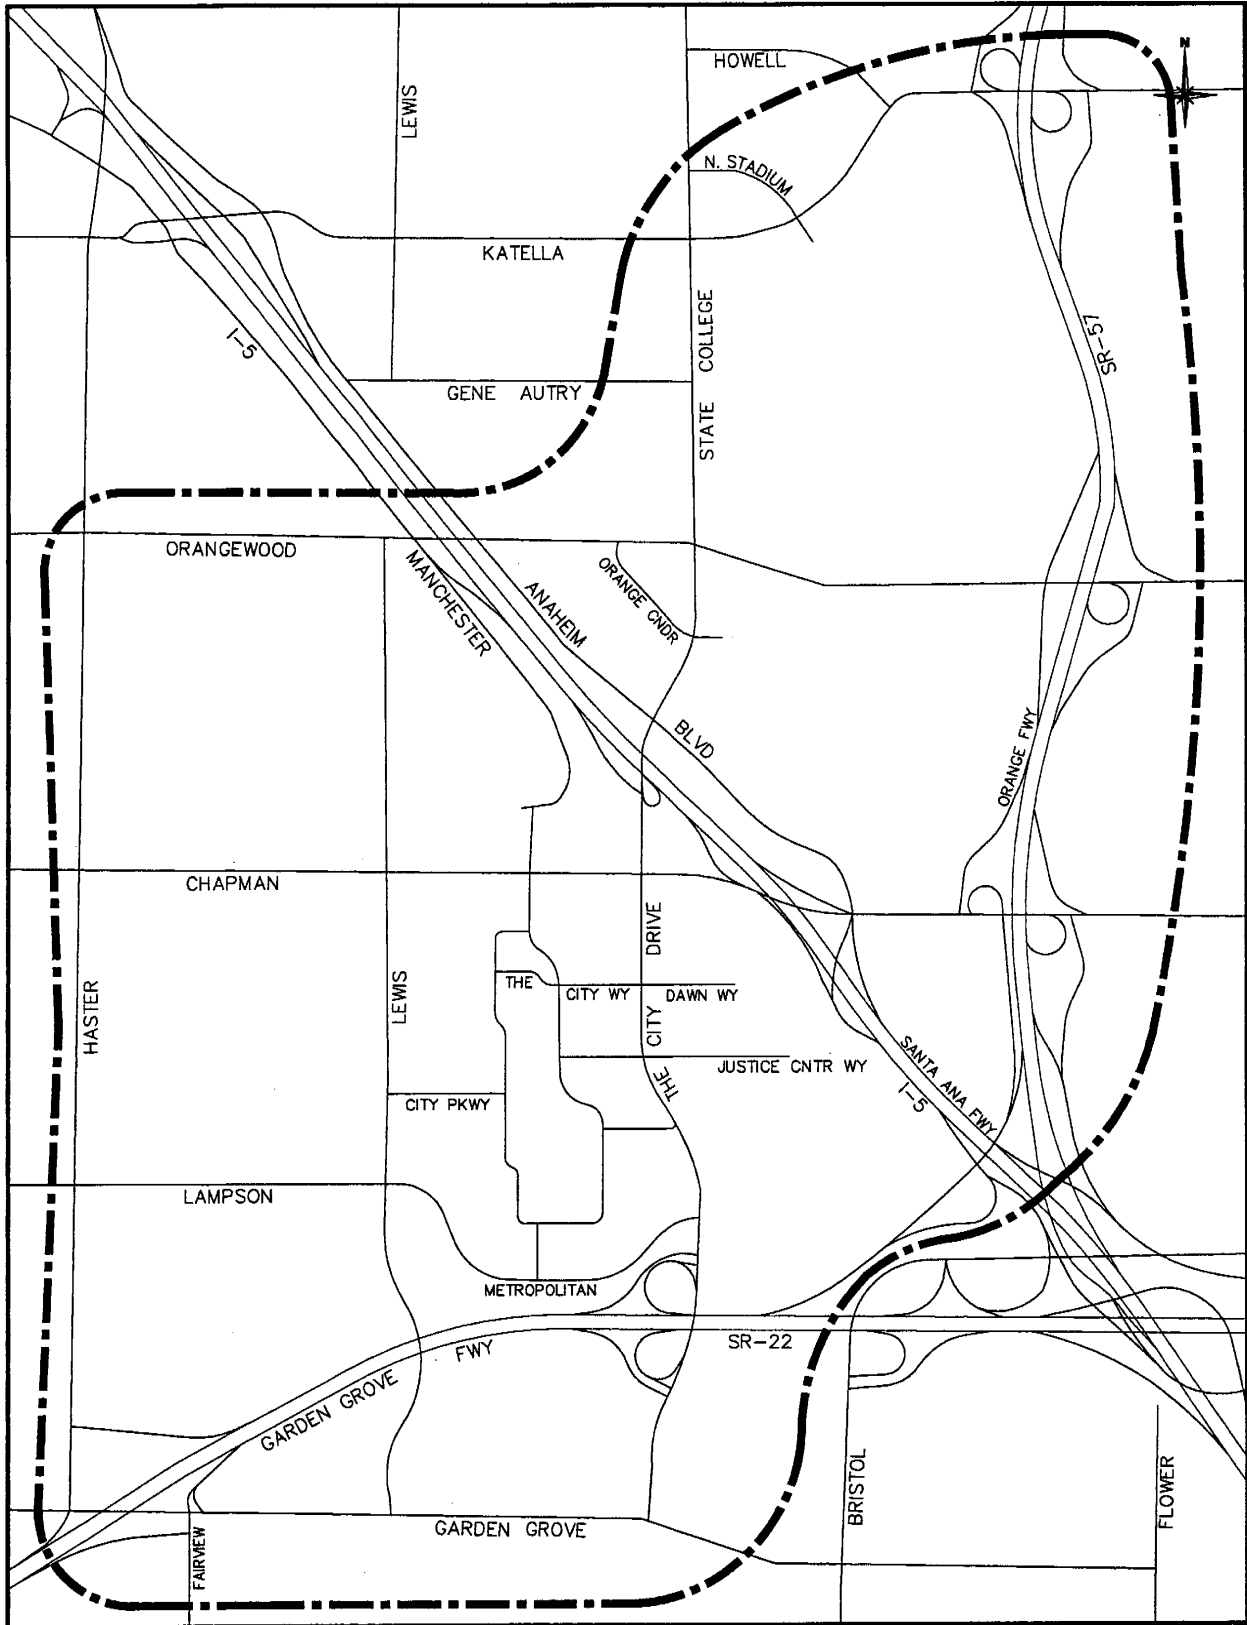 N
HOWELL
LEWIS
N. STADIUM
KATELLA
STATE COLLEGE
I-5
SR-57
GENE AUTRY
ORANGEWOOD
MANCHESTER
ANAHEIM
BLVD
ORANGE CNDR
ORANGE FWY
CHAPMAN
THE CITY DRIVE
HASTER
LEWIS
THE
CITY WY
DAWN WY
JUSTICE CNTR WY
SANTA ANA FWY
I-5
CITY PKWY
LAMPSON
METROPOLITAN
SR-22
GARDEN GROVE FWY
BRISTOL
FLOWER
GARDEN GROVE
FAIRVIEW